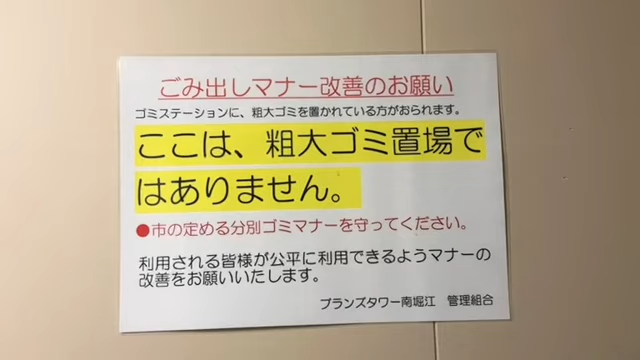 ごみ出しマナー改善のお願い
ゴミステーションに、粗大ゴミを置かれている方がおられます。
ここは、粗大ゴミ置場で
はありません。
●市の定める分別ゴミマナーを守ってください。
利用される皆様が公平に利用できるようマナーの
改善をお願いいたします。
プランズタワー南堀江　管理組合